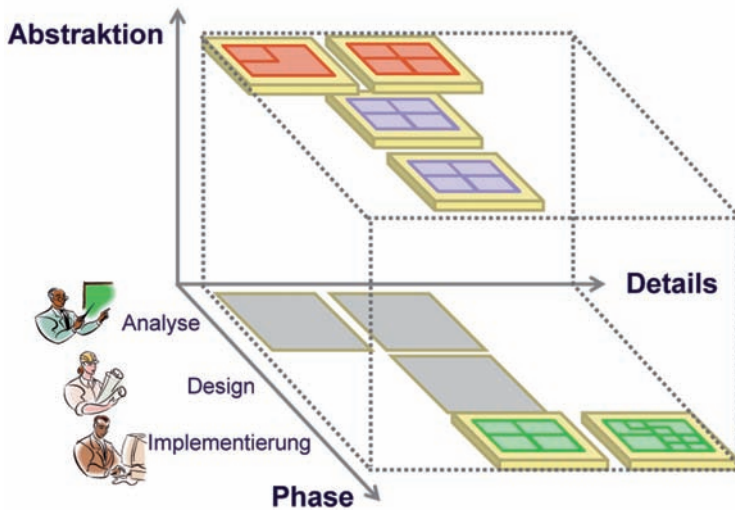 Abstraktion
Details
Analyse
Design
Implementierung
Phase